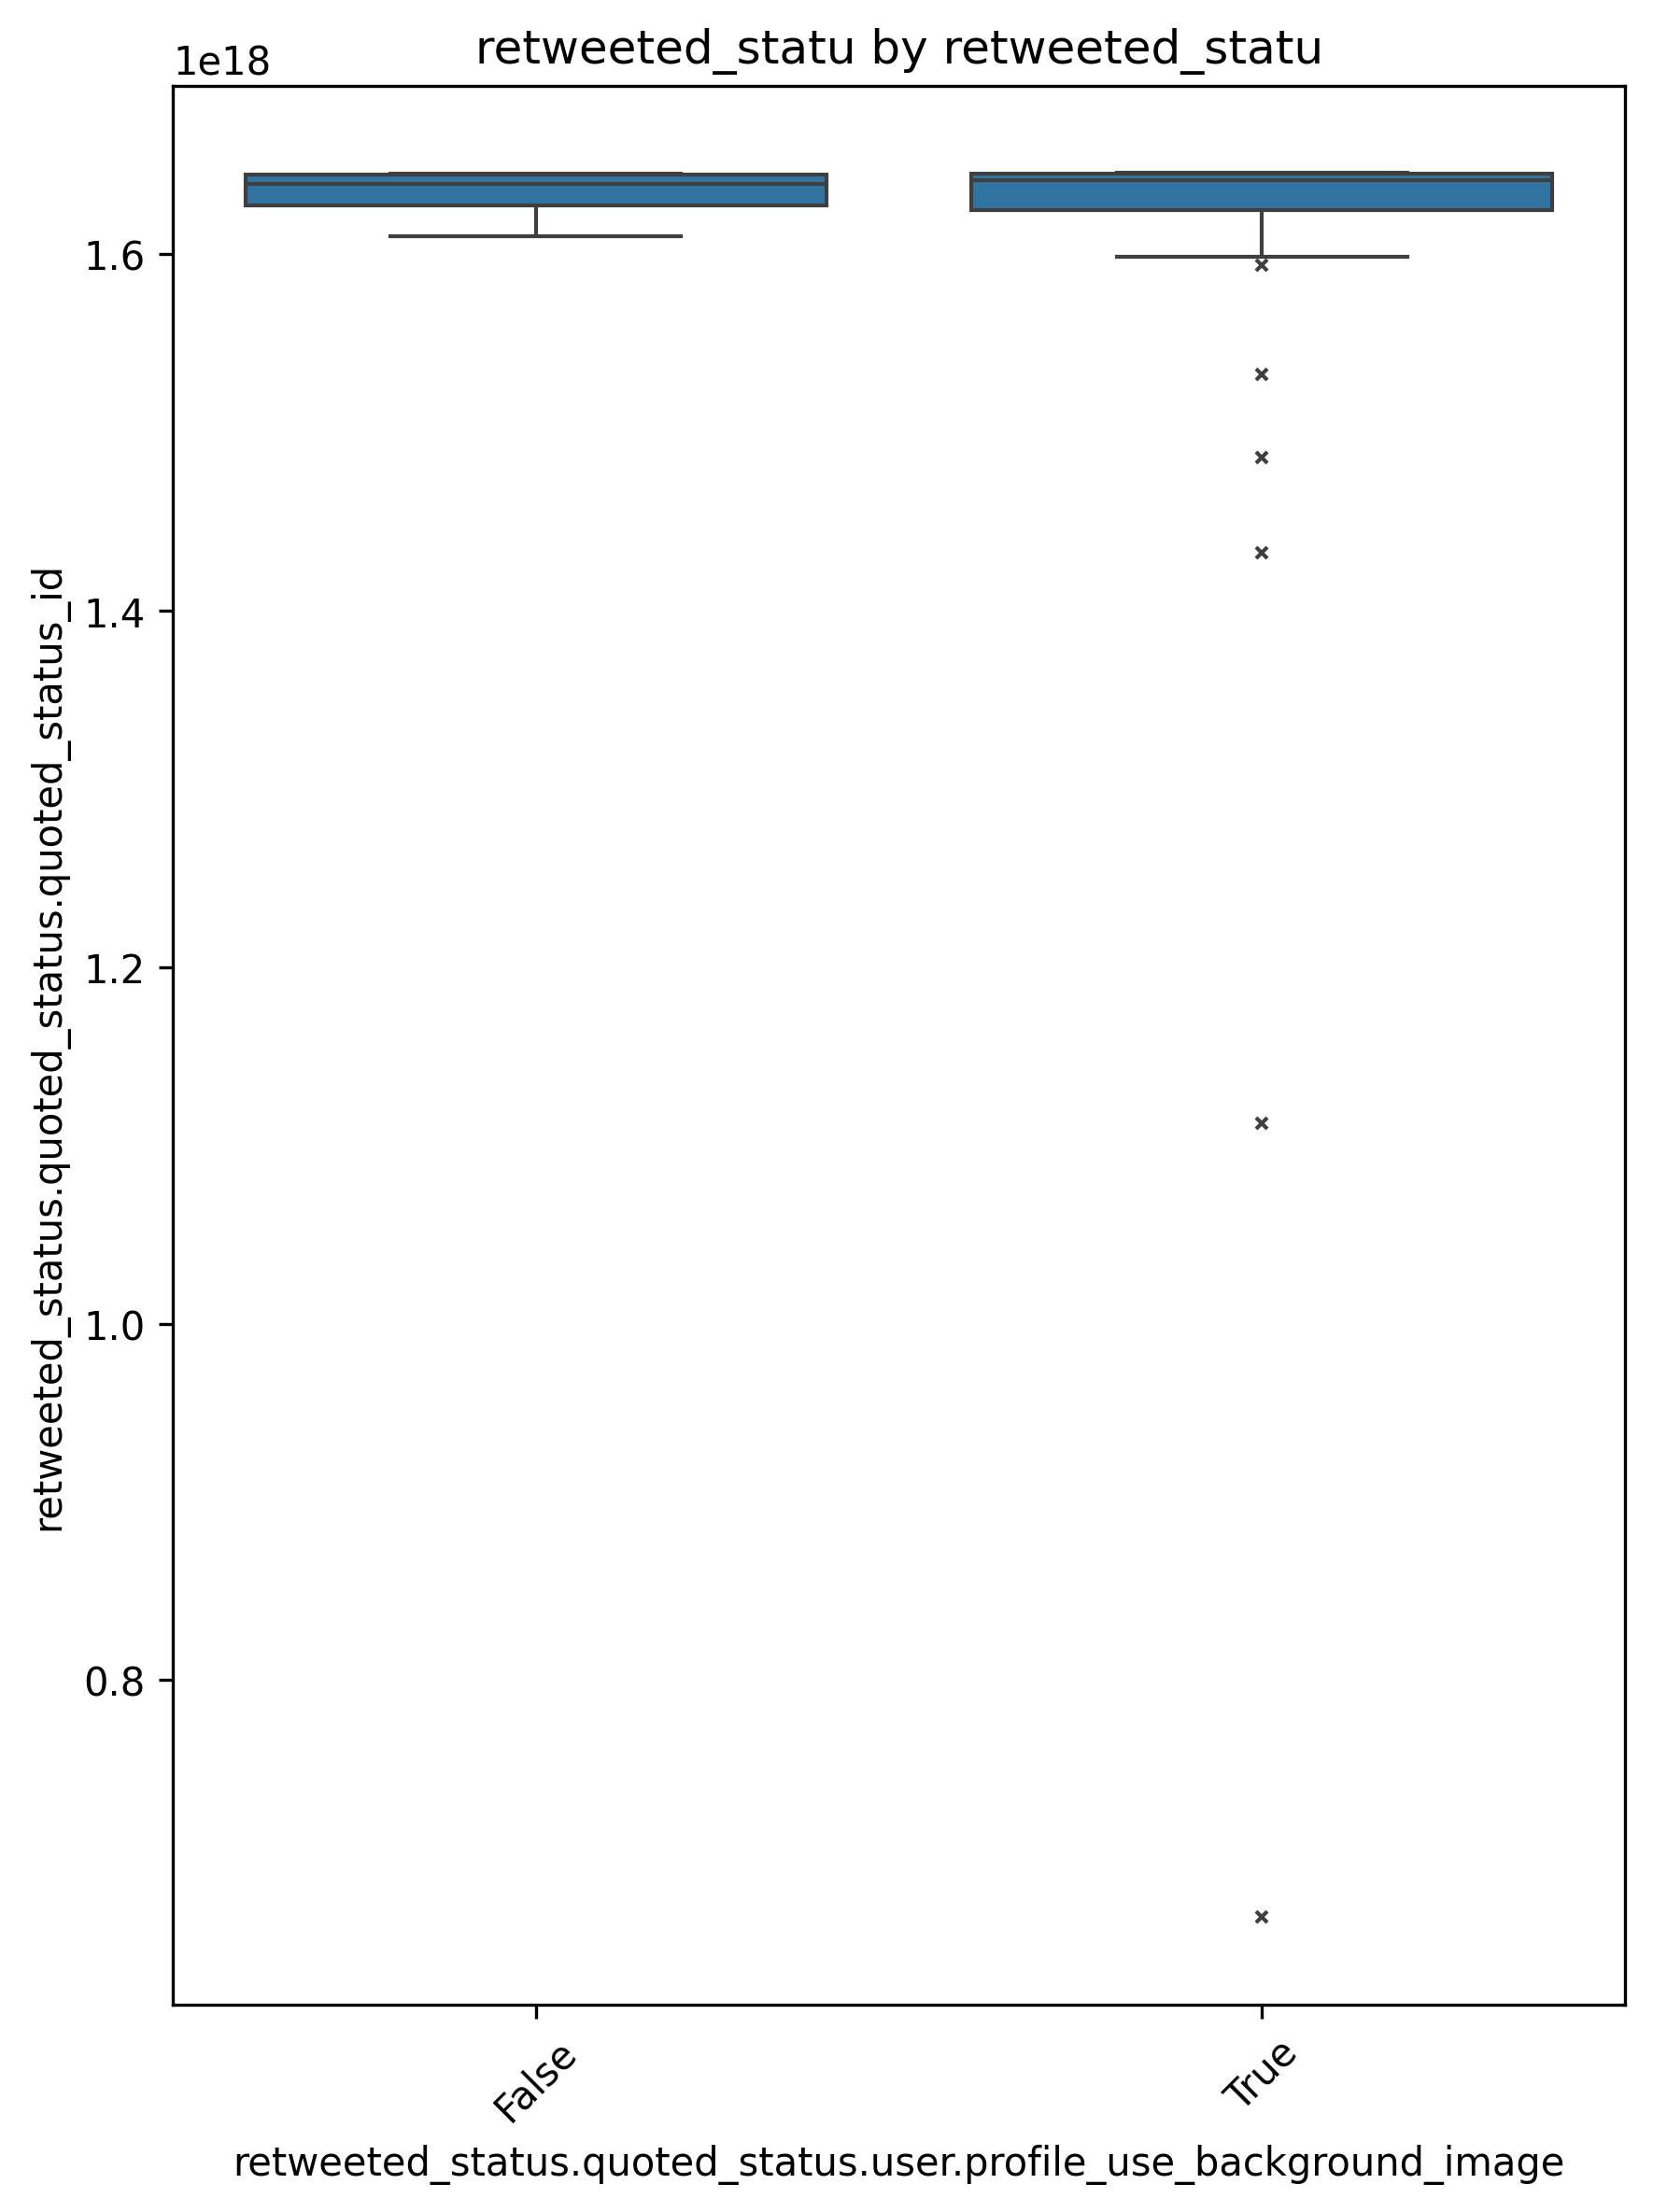 retweeted_statu by retweeted_statu
1e18
1.6
1.4
1.2
1.0
0.8
retweeted_status.quoted_status.quoted_status_id
False
True
retweeted_status.quoted_status.user.profile_use_background_image